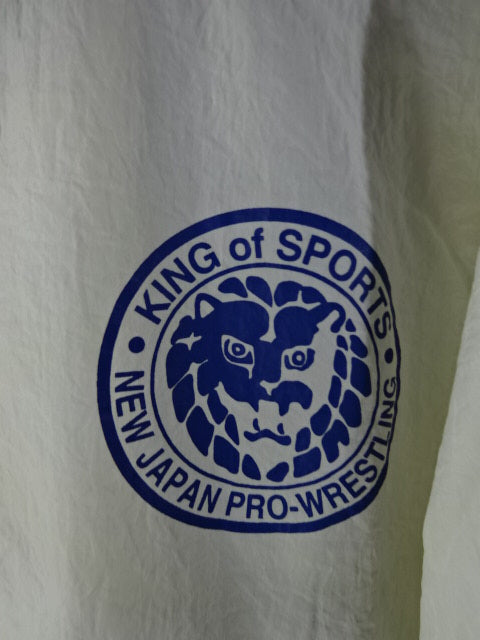 KING of SPORTS
NEW JAPAN PRO-WRESTLING